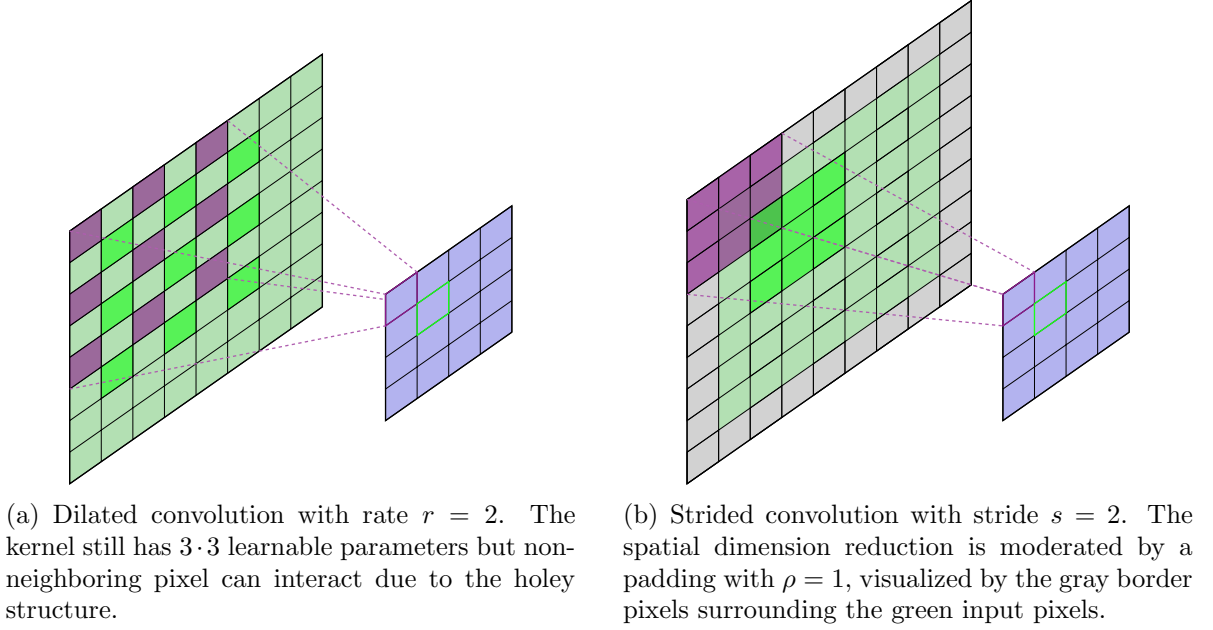 (a) Dilated convolution with rate r = 2. The
kernel still has 3·3 learnable parameters but non-
neighboring pixel can interact due to the holey
structure.
(b) Strided convolution with stride s = 2. The
spatial dimension reduction is moderated by a
padding with ρ = 1, visualized by the gray border
pixels surrounding the green input pixels.